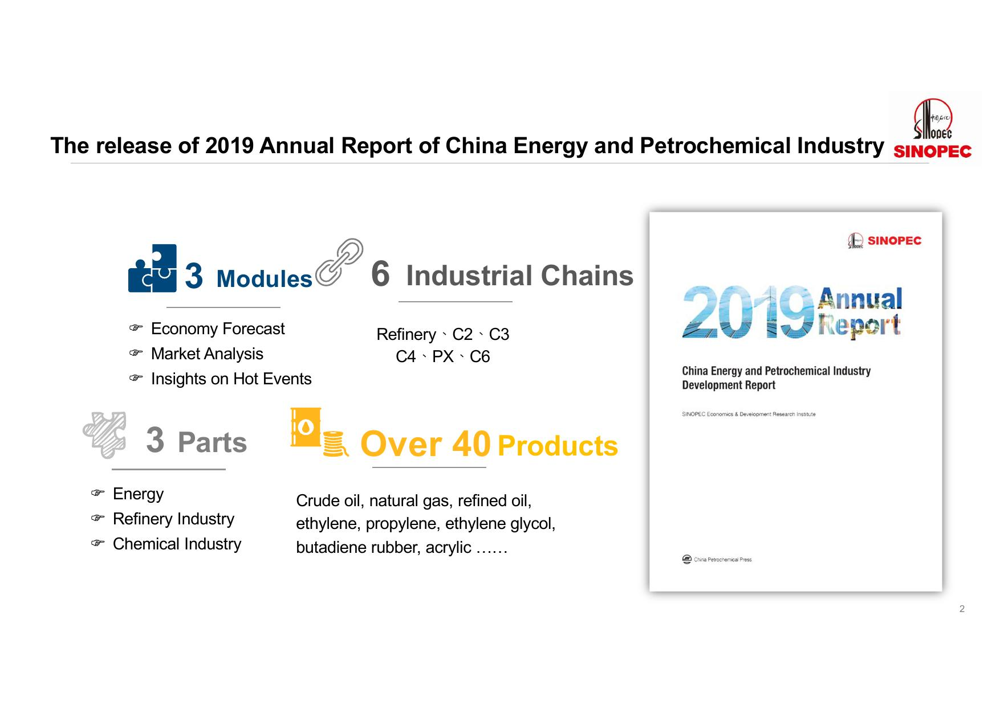 The release of 2019 Annual Report of China Energy and Petrochemical Industry
SINOPEC
SINOPEC
3 Modules
Economy Forecast
Market Analysis
Insights on Hot Events
6 Industrial Chains
Refinery、C2、C3
C4、PX、C6
3 Parts
Energy
Refinery Industry
Chemical Industry
Over 40 Products
Crude oil, natural gas, refined oil,
ethylene, propylene, ethylene glycol,
butadiene rubber, acrylic ……
SINOPEC
2019 Annual
Report
China Energy and Petrochemical Industry
Development Report
SINOPEC Economics & Development Research Institute
China Petrochemical Press
2